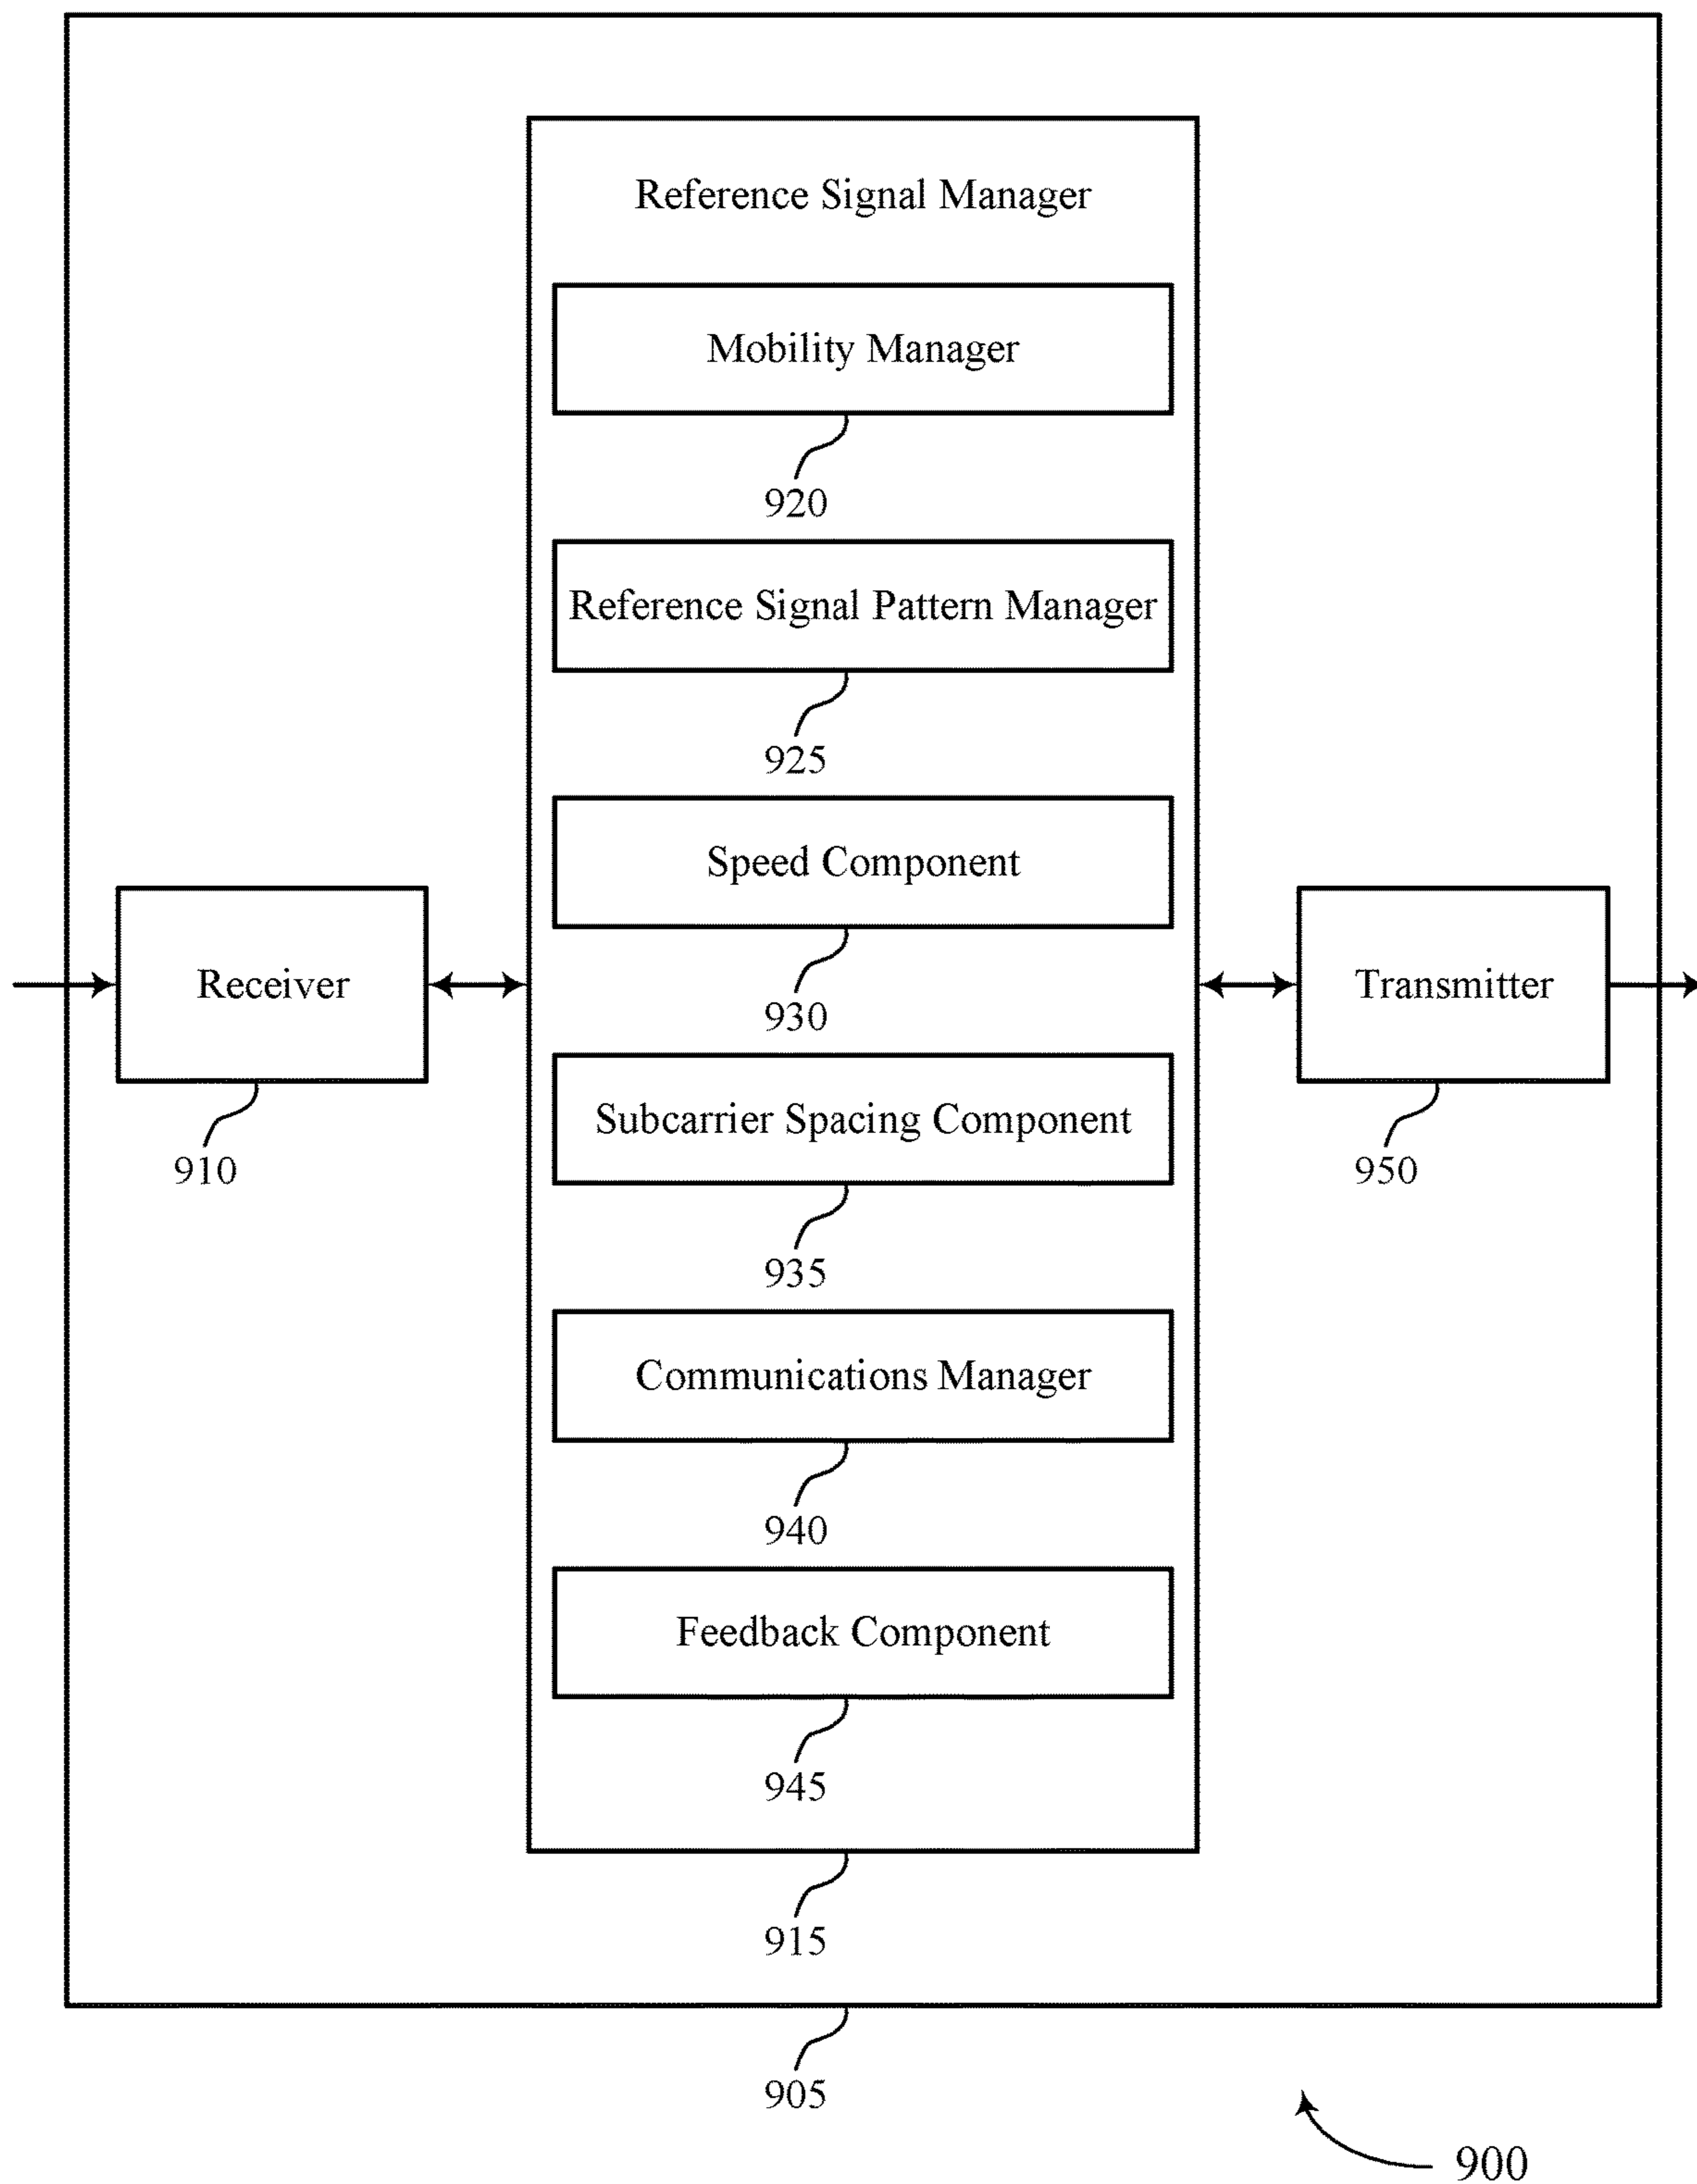 Reference Signal Manager
Mobility Manager
920
Reference Signal Pattern Manager
925
Speed Component
930
Receiver
910
Transmitter
950
Subcarrier Spacing Component
935
Communications Manager
940
Feedback Component
945
915
905
900